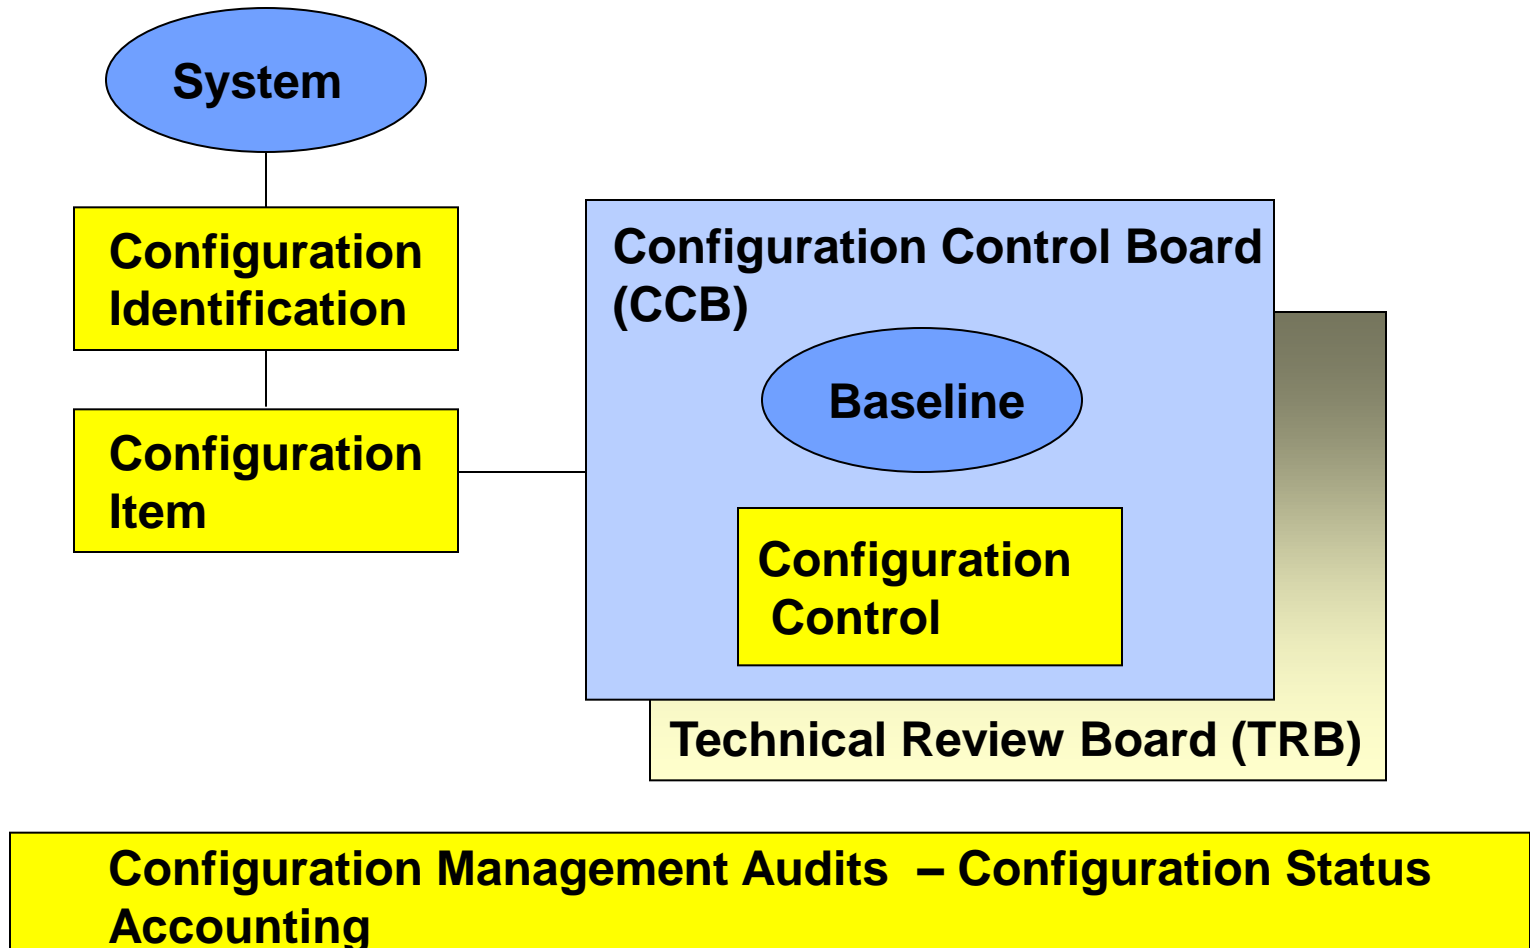 System
Configuration
Identification
Configuration
Item
Configuration Control Board
(CCB)
Baseline
Configuration
Control
Technical Review Board (TRB)
Configuration Management Audits – Configuration Status
Accounting